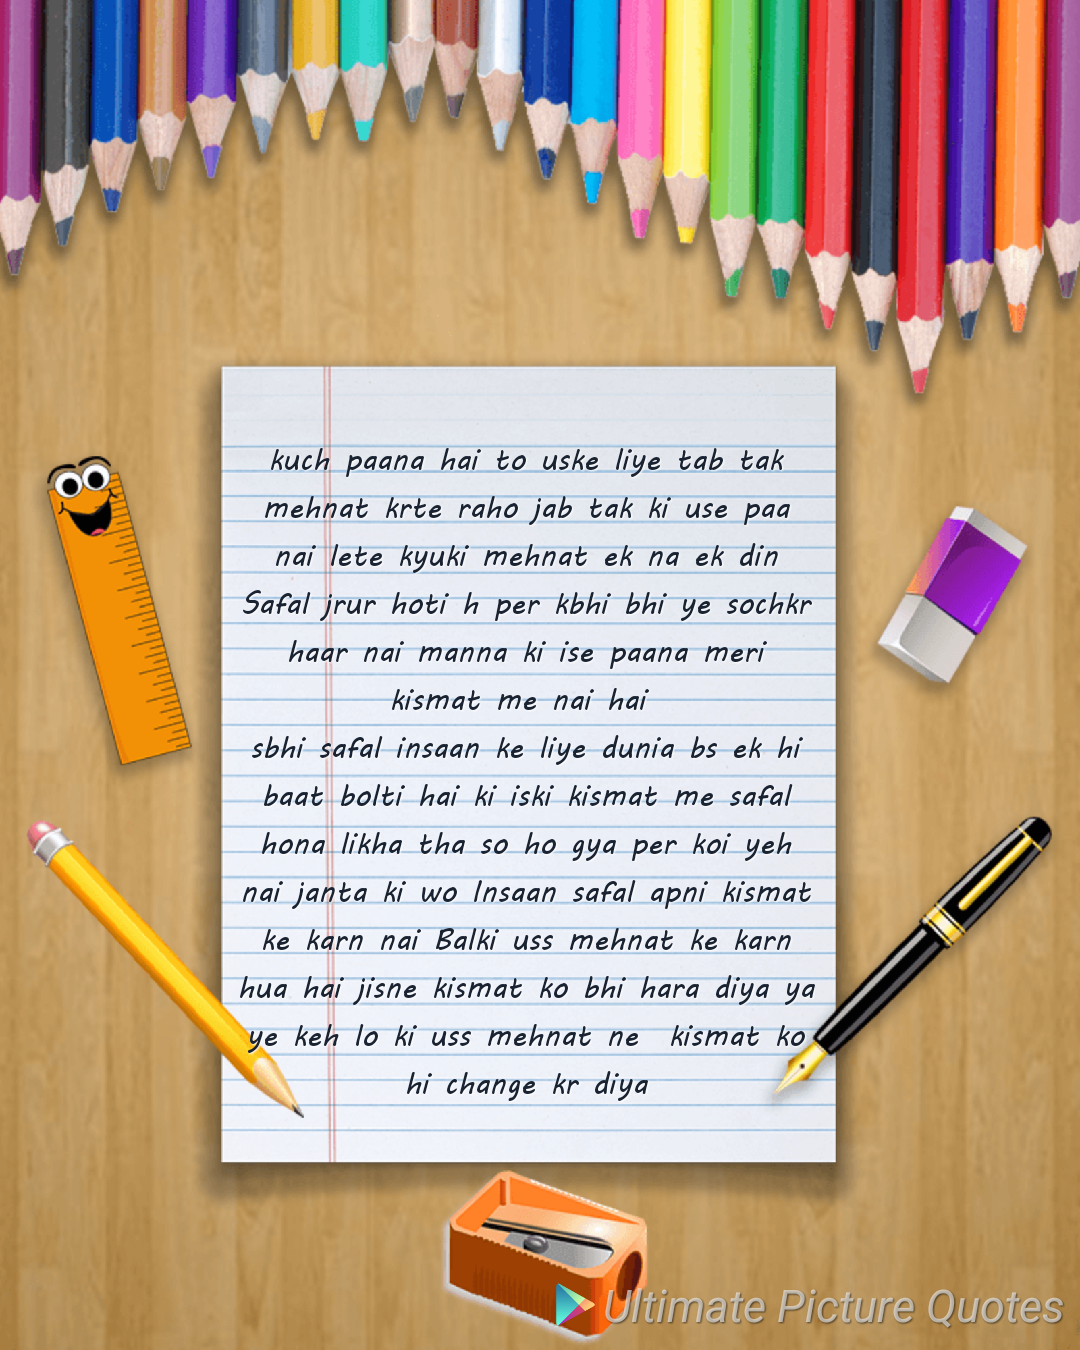 kuch paana hai to uske liye tab tak
mehnat krte raho jab tak ki use paa
nai lete kyuki mehnat ek na ek din
Safal jrur hoti h per kbhi bhi ye sochkr
haar nai manna ki ise paana meri
kismat me nai hai
sbhi safal insaan ke liye dunia bs ek hi
baat bolti hai ki iski kismat me safal
hona likha tha so ho gya per koi yeh
nai janta ki wo Insaan safal apni kismat
ke karn nai Balki uss mehnat ke karn
hua hai jisne kismat ko bhi hara diya ya
ye keh lo ki uss mehnat ne kismat ko
hi change kr diya
Ultimate Picture Quotes